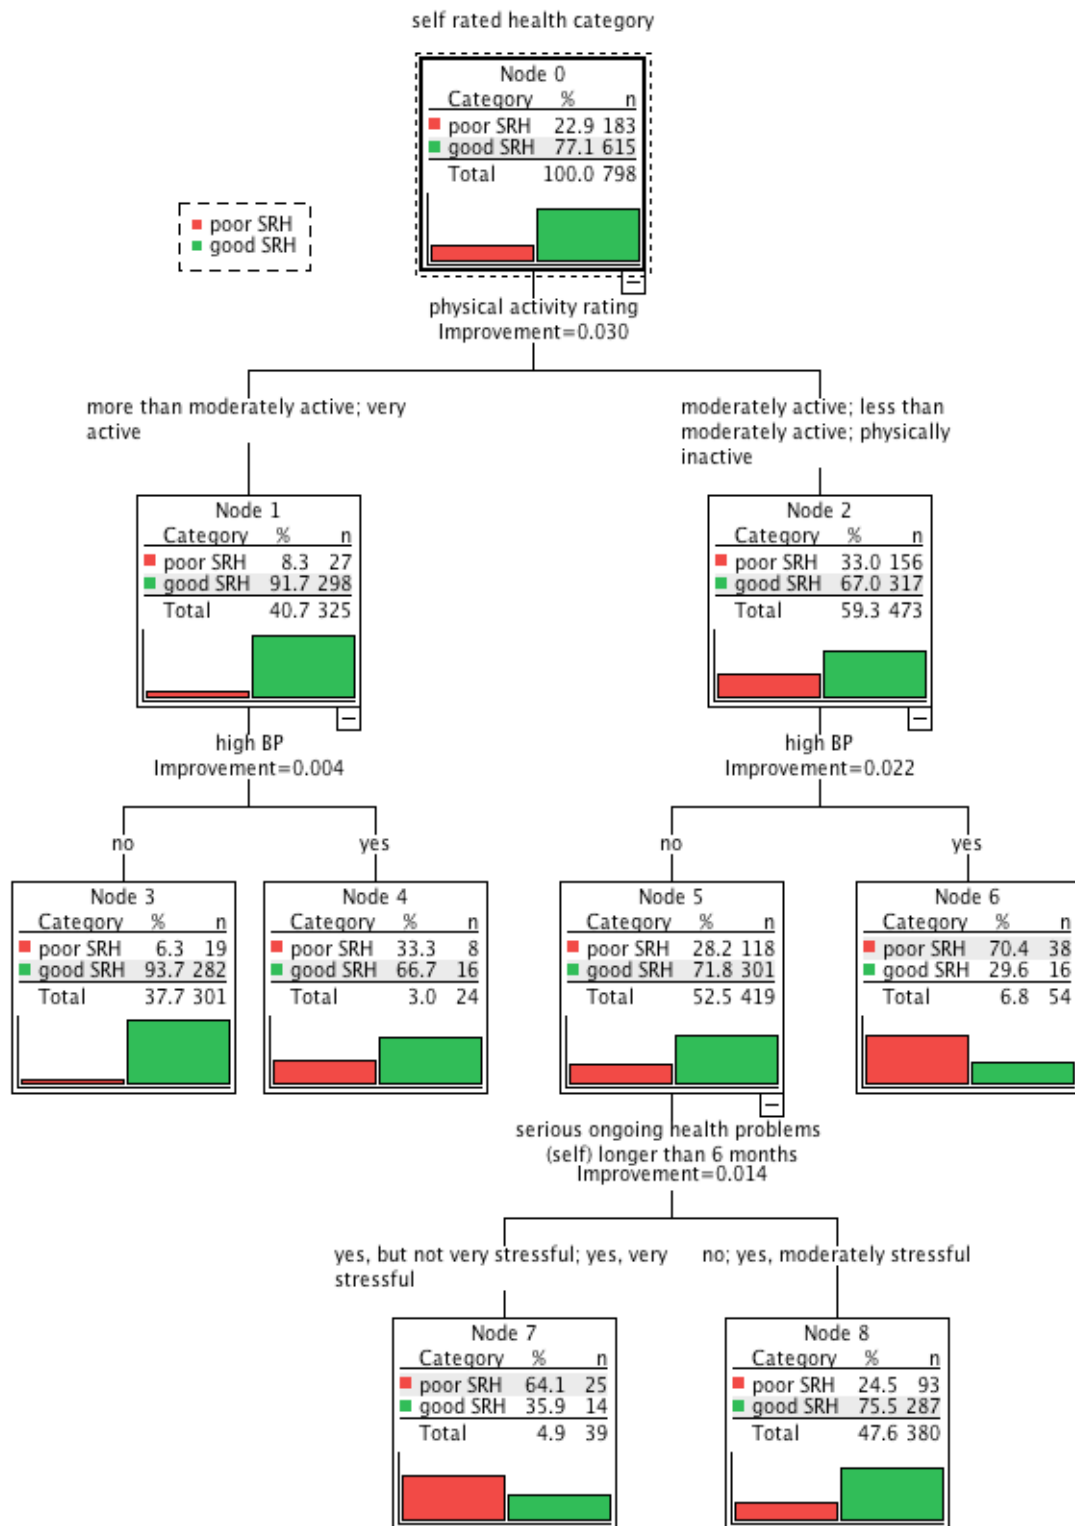 self rated health category
Node 0
Category % n
poor SRH 22.9 183
good SRH 77.1 615
Total 100.0 798
poor SRH
good SRH
physical activity rating
Improvement=0.030
more than moderately active; very
active
moderately active; less than
moderately active; physically
inactive
Node 1
Category % n
poor SRH 8.3 27
good SRH 91.7 298
Total 40.7 325
Node 2
Category % n
poor SRH 33.0 156
good SRH 67.0 317
Total 59.3 473
high BP
Improvement=0.004
high BP
Improvement=0.022
no
yes
no
yes
Node 3
Category % n
poor SRH 6.3 19
good SRH 93.7 282
Total 37.7 301
Node 4
Category % n
poor SRH 33.3 8
good SRH 66.7 16
Total 3.0 24
Node 5
Category % n
poor SRH 28.2 118
good SRH 71.8 301
Total 52.5 419
Node 6
Category % n
poor SRH 70.4 38
good SRH 29.6 16
Total 6.8 54
serious ongoing health problems
(self) longer than 6 months
Improvement=0.014
yes, but not very stressful; yes, very
stressful
no; yes, moderately stressful
Node 7
Category % n
poor SRH 64.1 25
good SRH 35.9 14
Total 4.9 39
Node 8
Category % n
poor SRH 24.5 93
good SRH 75.5 287
Total 47.6 380